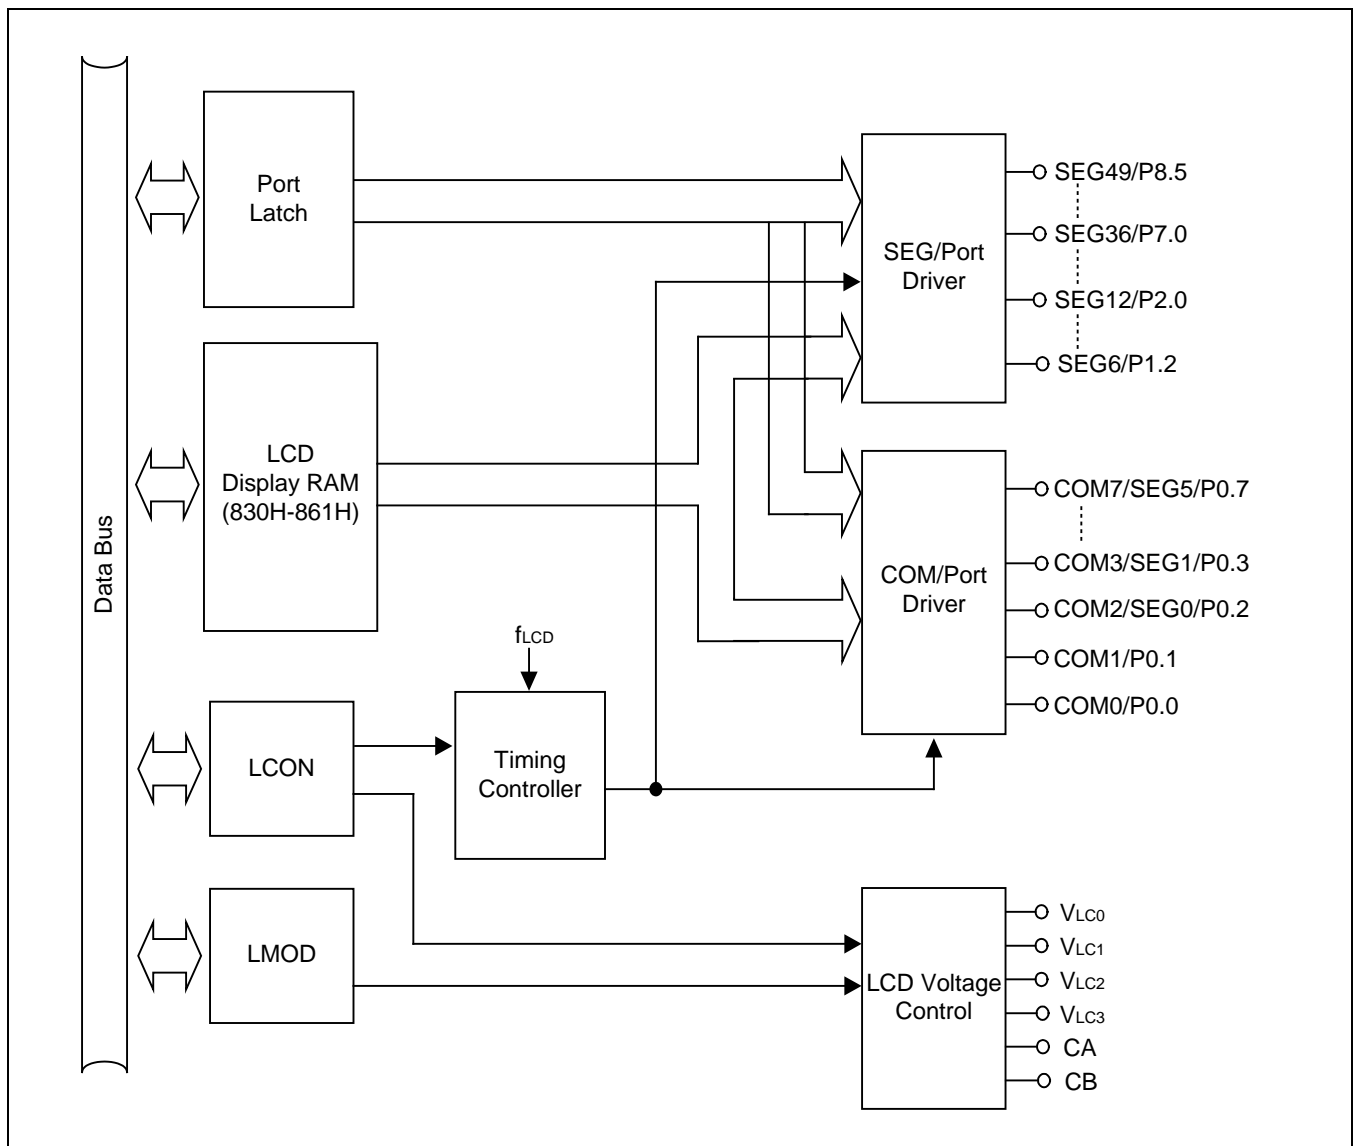 Data Bus
Port
Latch
LCD
Display RAM
(830H-861H)
LCON
LMOD
fLCD
Timing
Controller
SEG/Port
Driver
SEG49/P8.5
SEG36/P7.0
SEG12/P2.0
SEG6/P1.2
COM/Port
Driver
COM7/SEG5/P0.7
COM3/SEG1/P0.3
COM2/SEG0/P0.2
COM1/P0.1
COM0/P0.0
LCD Voltage
Control
VLC0
VLC1
VLC2
VLC3
CA
CB